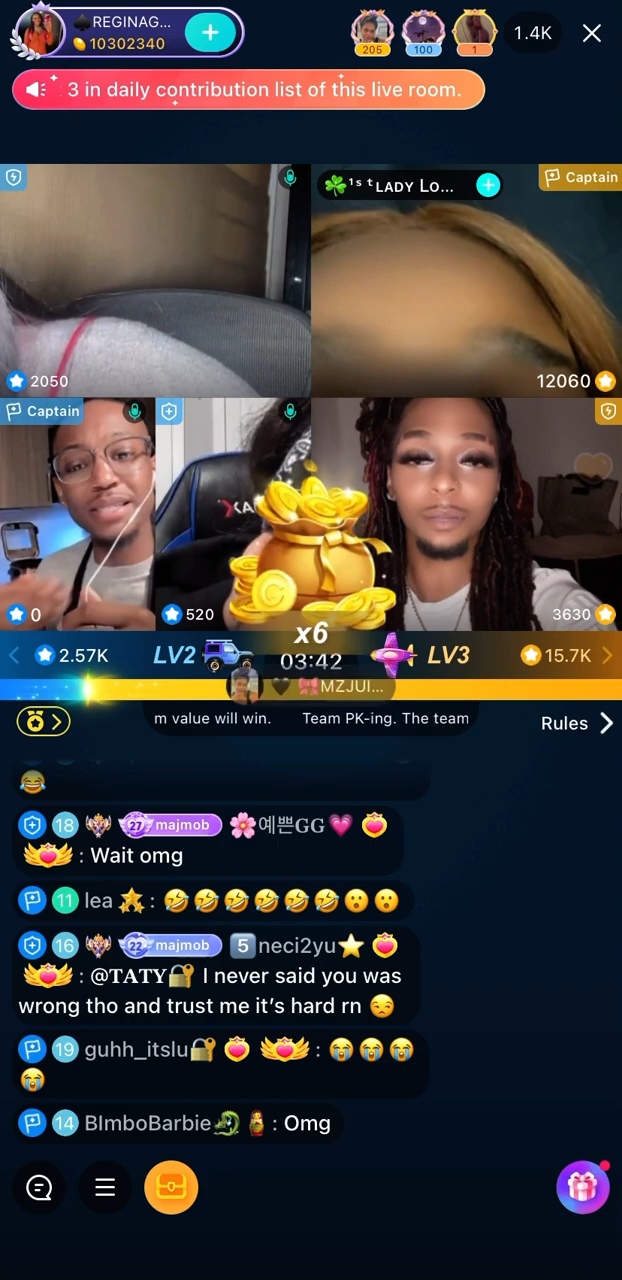 ♠REGINAG...
10302340
205
100
1
1.4K
3 in daily contribution list of this live room.
☘️¹ˢᵗLADY Lo...
Captain
2050
12060
Captain
XCA
0
520
3630
x6
2.57K
LV2
03:42
LV3
15.7K
🖤 🎀MZJUI...
m value will win. Team PK-ing. The team
Rules
😂
18 27 majmob 🌸예쁜GG💗
: Wait omg
11 lea⭐ : 🤣🤣🤣🤣🤣🤣😮😮
16 22 majmob 5️⃣neci2yu⭐
: @TATY🔐 I never said you was
wrong tho and trust me it’s hard rn 😒
19 guhh_itslu🔐 : 😭😭😭
😭
14 BImboBarbie🐉🪆 : Omg